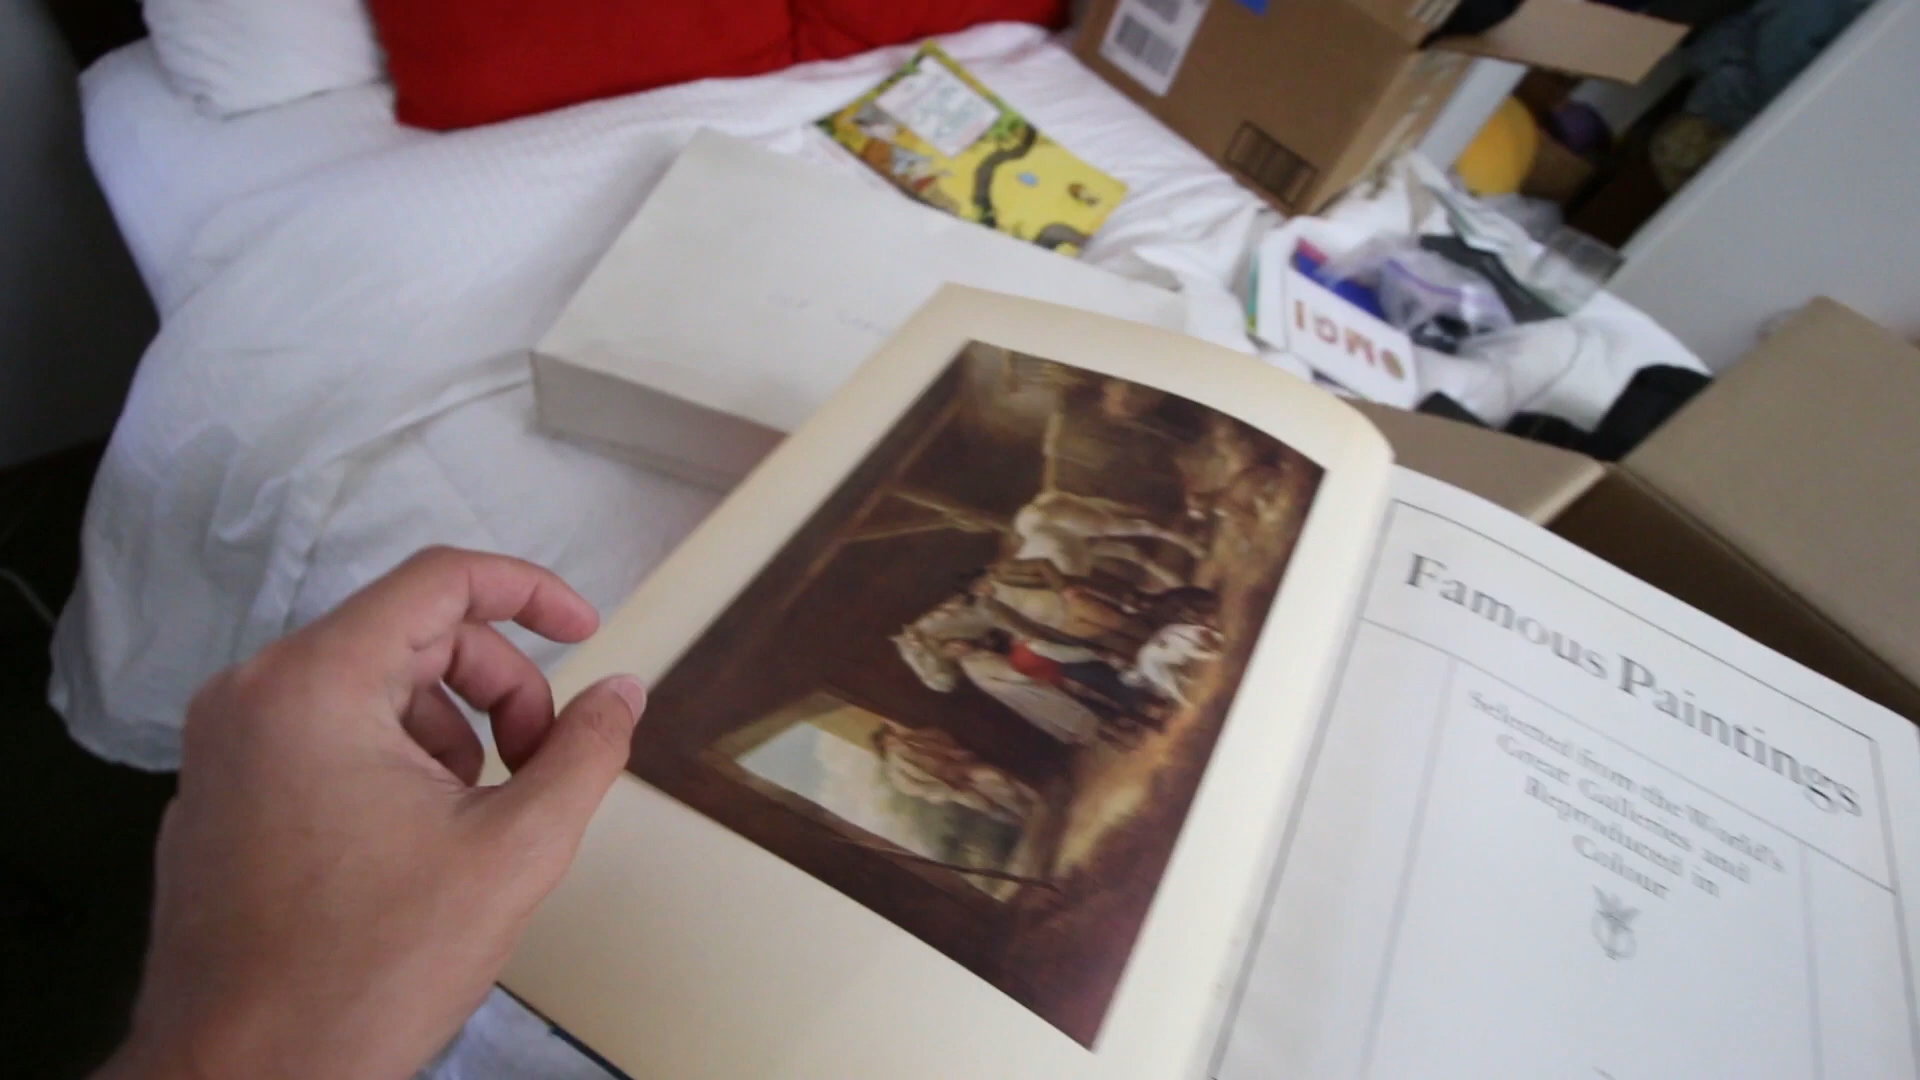 OMG!
Famous Paintings
Selected from the World's
Great Galleries and
Reproduced in
Colour